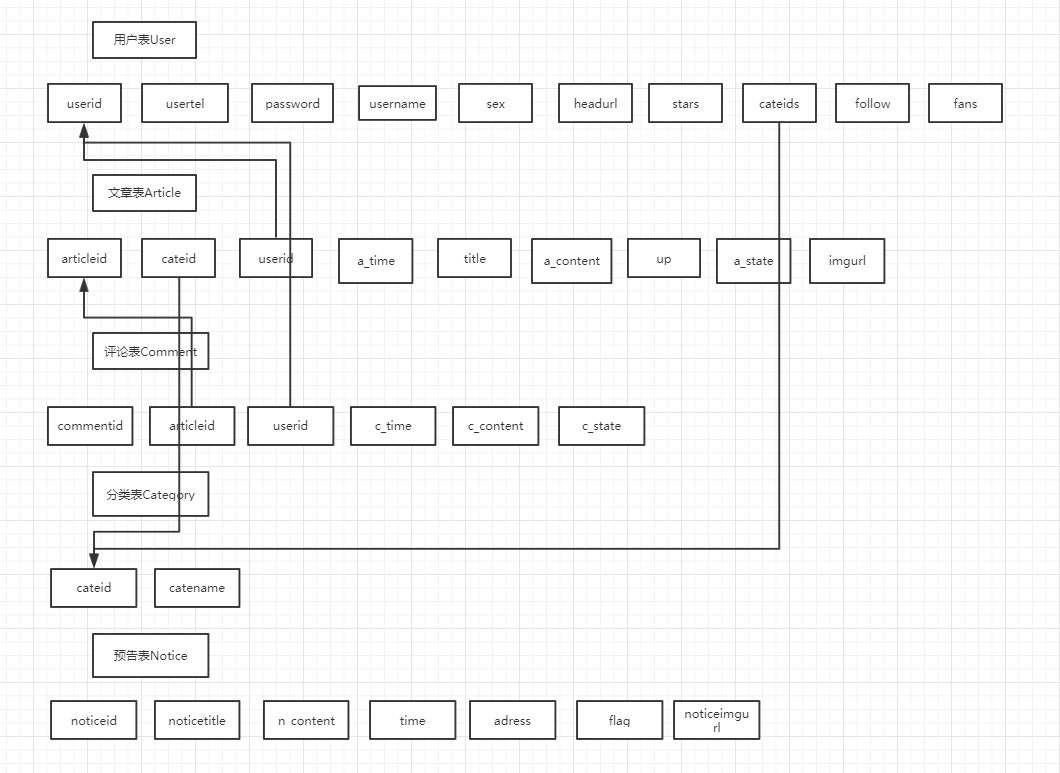 用户表User
userid
usertel
password
username
sex
headurl
stars
cateids
follow
fans
文章表Article
articleid
cateid
userid
a_time
title
a_content
up
a_state
imgurl
评论表Comment
commentid
articleid
userid
c_time
c_content
c_state
分类表Category
cateid
catename
预告表Notice
noticeid
noticetitle
n_content
time
adress
flag
noticeimgu
rl